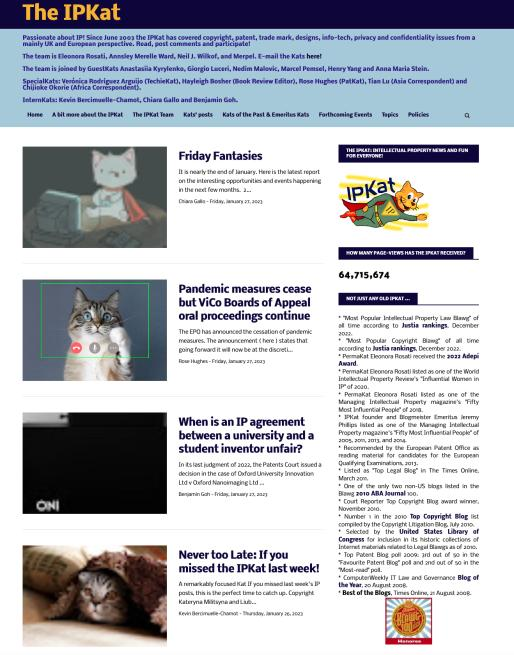 The IPKat
Passionate about IP! Since June 2003 the IPKat has covered copyright, patent, trade mark, designs, info-tech, privacy and confidentiality issues from a
mainly UK and European perspective. Read, post comments and participate!
The team is Eleonora Rosati, Annsley Merelle Ward, Neil J. Wilkof, and Merpel. E-mail the Kats here!
The team is joined by GuestKats Anastasiia Kyrylenko, Giorgio Luceri, Nedim Malovic, Marcel Pemsel, Henry Yang and Anna Maria Stein.
SpecialKats: Verónica Rodríguez Arguijo (TechieKat), Hayleigh Bosher (Book Review Editor), Rose Hughes (PatKat), Tian Lu (Asia Correspondent) and
Chijioke Okorie (Africa Correspondent).
InternKats: Kevin Bercimuelle-Chamot, Chiara Gallo and Benjamin Goh.
Home A bit more about the IPKat The IPKat Team Kats' posts Kats of the Past & Emeritus Kats Forthcoming Events Topics Policies
Friday Fantasies
It is nearly the end of January. Here is the latest report
on the interesting opportunities and events happening
in the next few months. 2...
Chiara Gallo - Friday, January 27, 2023
Pandemic measures cease
but ViCo Boards of Appeal
oral proceedings continue
The EPO has announced the cessation of pandemic
measures. The announcement ( here ) states that
going forward it will now be at the discreti...
Rose Hughes - Friday, January 27, 2023
When is an IP agreement
between a university and a
student inventor unfair?
In its last judgment of 2022, the Patents Court issued a
decision in the case of Oxford University Innovation
Ltd v Oxford Nanoimaging Ltd ...
Benjamin Goh - Friday, January 27, 2023
ONI
Never too Late: If you
missed the IPKat last week!
A remarkably focused Kat If you missed last week's IP
posts, this is the perfect time to catch up. Copyright
Kateryna Militsyna and Liub...
Kevin Bercimuelle-Chamot - Thursday, January 26, 2023
THE IPKAT: INTELLECTUAL PROPERTY NEWS AND FUN
FOR EVERYONE!
IPKat
HOW MANY PAGE-VIEWS HAS THE IPKAT RECEIVED?
64,715,674
NOT JUST ANY OLD IPKAT ...
* "Most Popular Intellectual Property Law Blawg" of
all time according to Justia rankings, December
2022.
* "Most Popular Copyright Blawg" of all time
according to Justia rankings, December 2022.
* PermaKat Eleonora Rosati received the 2022 Adepi
Award.
* PermaKat Eleonora Rosati listed as one of the World
Intellectual Property Review's "Influential Women in
IP" of 2020.
* PermaKat Eleonora Rosati listed as one of the
Managing Intellectual Property magazine's "Fifty
Most Influential People" of 2018.
* IPKat founder and Blogmeister Emeritus Jeremy
Phillips listed as one of the Managing Intellectual
Property magazine's "Fifty Most Influential People" of
2005, 2011, 2013, and 2014.
* Recommended by the European Patent Office as
reading material for candidates for the European
Qualifying Examinations, 2013.
* Listed as "Top Legal Blog" in The Times Online,
March 2011.
* One of the only two non-US blogs listed in the
Blawg 2010 ABA Journal 100.
* Court Reporter Top Copyright Blog award winner,
November 2010.
* Number 1 in the 2010 Top Copyright Blog list
compiled by the Copyright Litigation Blog, July 2010.
* Selected by the United States Library of
Congress for inclusion in its historic collections of
Internet materials related to Legal Blawgs as of 2010.
* Top Patent Blog poll 2009: 3rd out of 50 in the
"Favourite Patent Blog" poll and 2nd out of 50 in the
"Most-read" poll.
* ComputerWeekly IT Law and Governance Blog of
the Year, 20 August 2008.
* Best of the Blogs, Times Online, 21 August 2008.